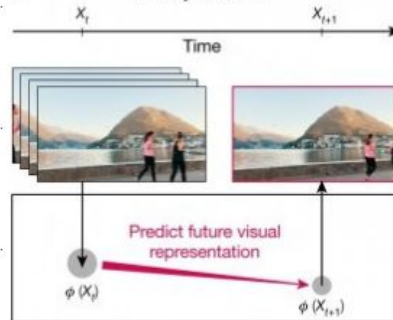 X_t X_{t+1}
Time
Predict future visual
representation
ϕ (X_t)
ϕ (X_{t+1})